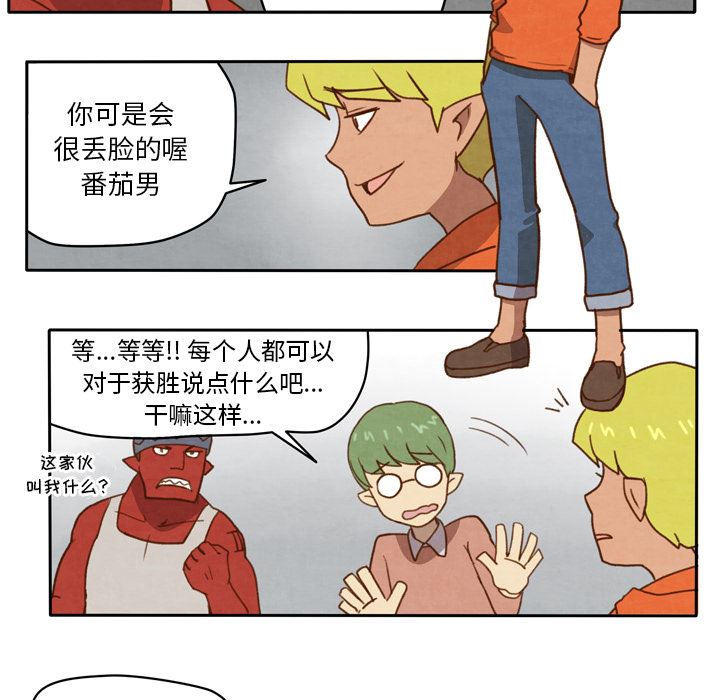 你可是会
很丢脸的喔
番茄男
等...等等!! 每个人都可以
对于获胜说点什么吧...
干嘛这样...
这家伙
叫我什么?